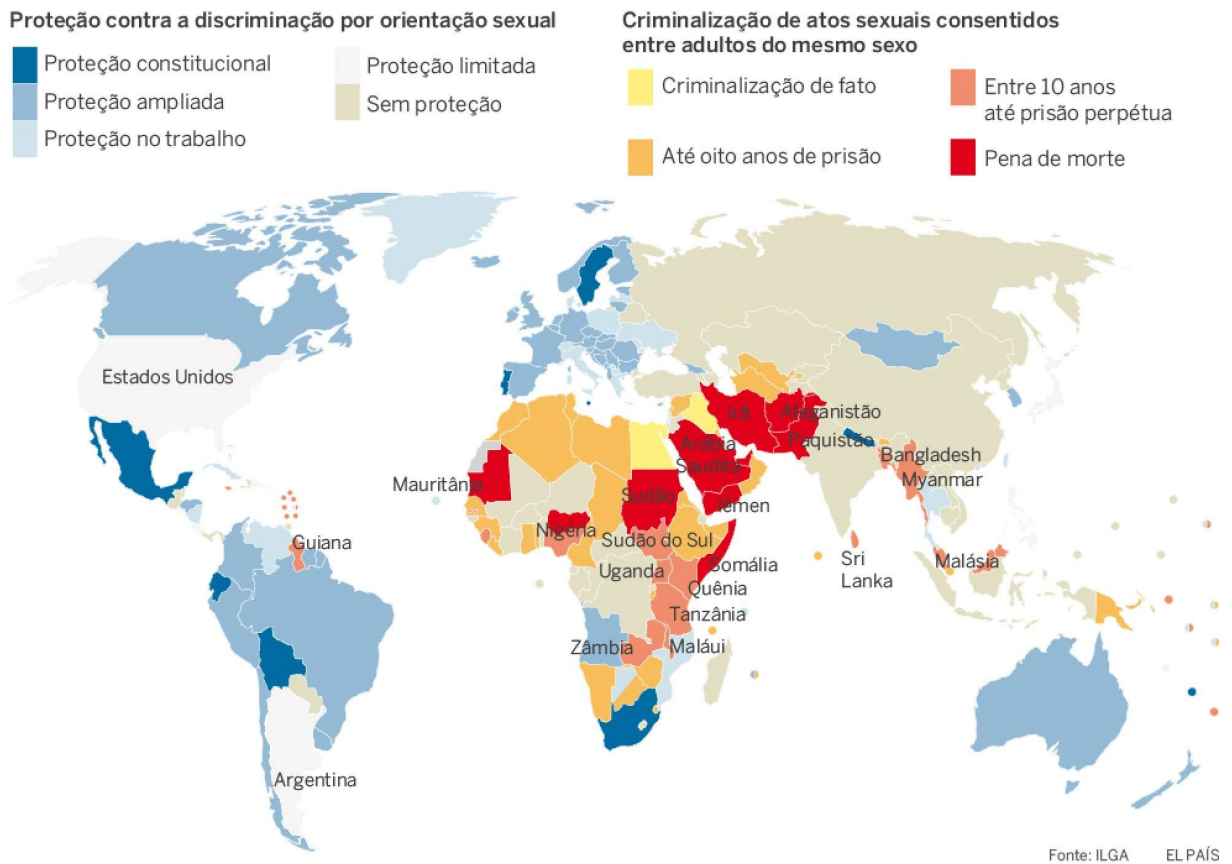 Proteção contra a discriminação por orientação sexual
Proteção constitucional
Proteção ampliada
Proteção no trabalho
Proteção limitada
Sem proteção
Criminalização de atos sexuais consentidos
entre adultos do mesmo sexo
Criminalização de fato
Até oito anos de prisão
Entre 10 anos
até prisão perpétua
Pena de morte
Estados Unidos
Irã
Afeganistão
Arábia
Saudita
Paquistão
Bangladesh
Myanmar
Mauritânia
Sudão
Iêmen
Nigéria
Guiana
Sudão do Sul
Uganda
Somália
Quênia
Sri
Lanka
Malásia
Tanzânia
Zâmbia
Maláui
Argentina
Fonte: ILGA
EL PAÍS